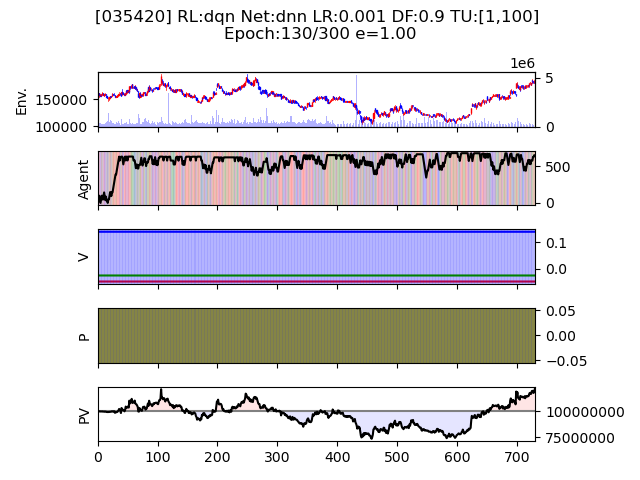 [035420] RL:dqn Net:dnn LR:0.001 DF:0.9 TU:[1,100]
Epoch:130/300 e=1.00
1e6
Env.
150000
100000
5
0
Agent
500
0
V
0.1
0.0
P
0.05
0.00
−0.05
PV
100000000
75000000
0 100 200 300 400 500 600 700